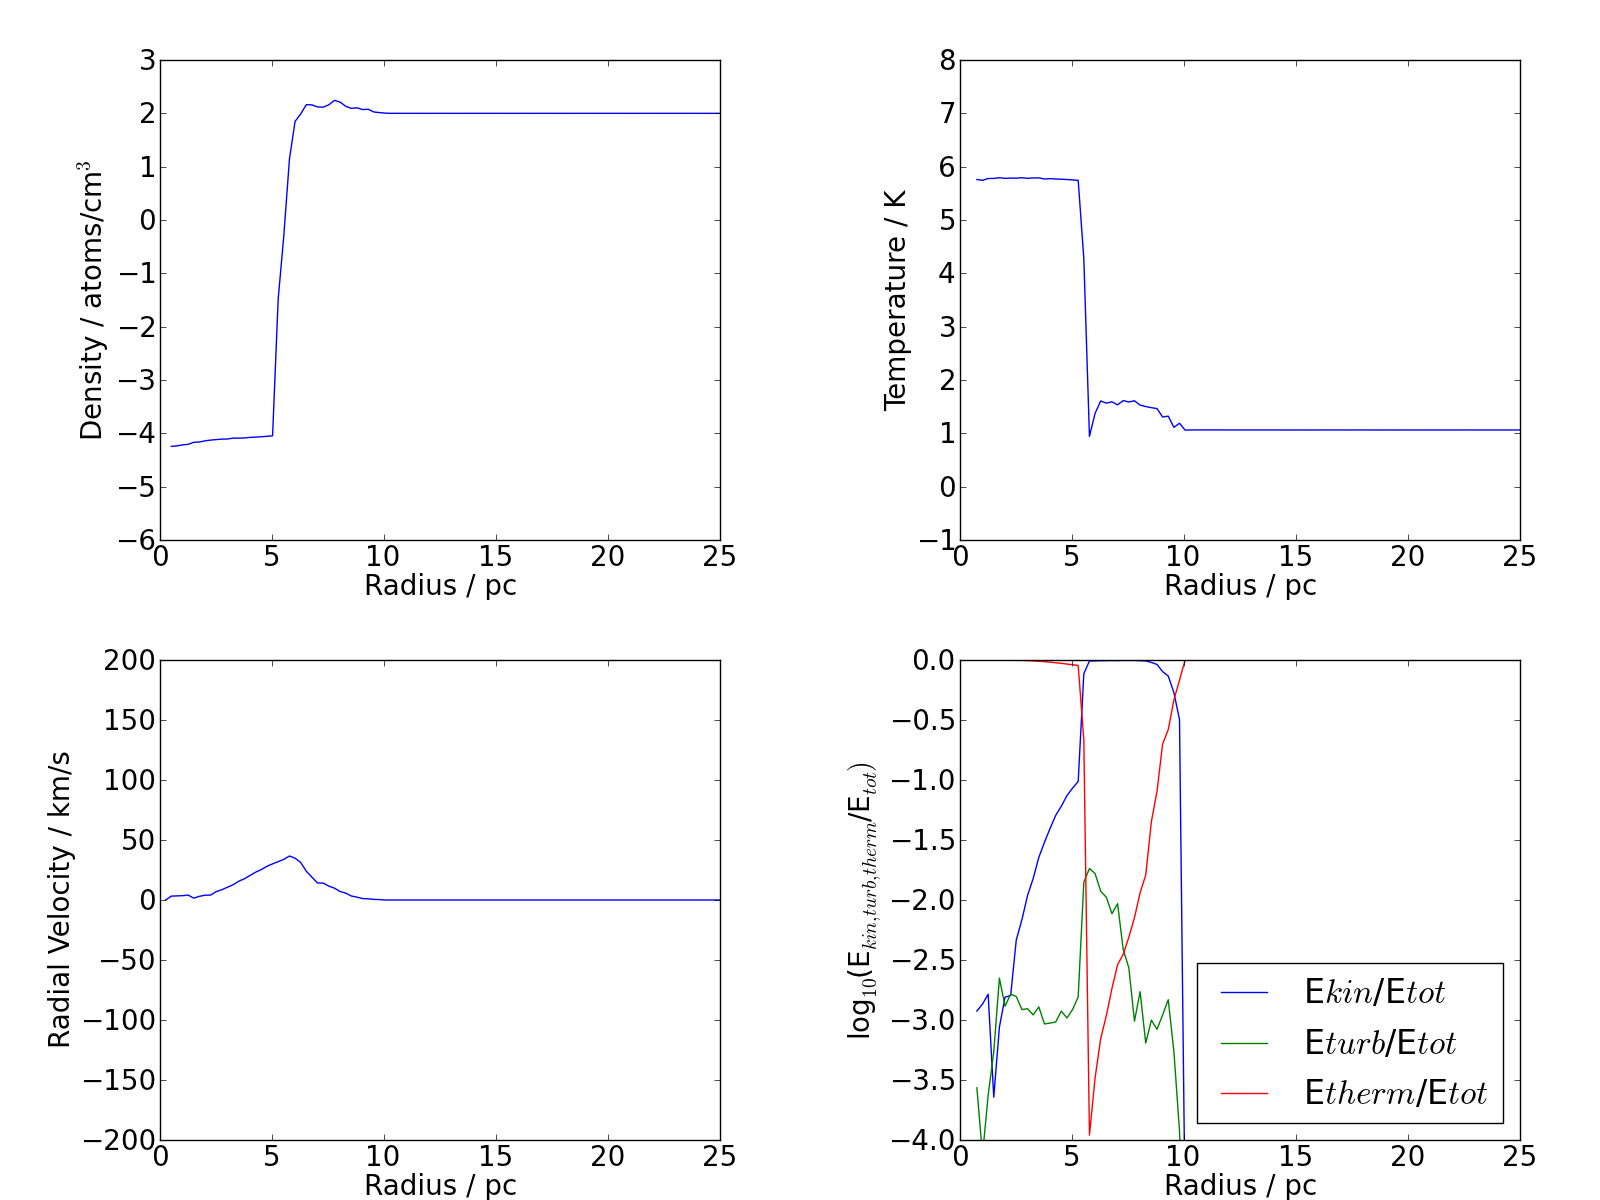 3
2
1
0
−1
−2
−3
−4
−5
−6
Density / atoms/cm³
0 5 10 15 20 25
Radius / pc
8
7
6
5
4
3
2
1
0
−1
Temperature / K
0 5 10 15 20 25
Radius / pc
200
150
100
50
0
−50
−100
−150
−200
Radial Velocity / km/s
0 5 10 15 20 25
Radius / pc
0.0
−0.5
−1.0
−1.5
−2.0
−2.5
−3.0
−3.5
−4.0
log₁₀(E_kin,turb,therm/E_tot)
Ekin/Etot
Eturb/Etot
Etherm/Etot
0 5 10 15 20 25
Radius / pc